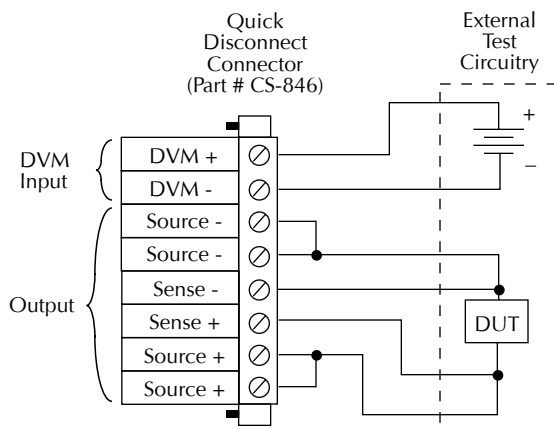 Quick
Disconnect
Connector
(Part # CS-846)
External
Test
Circuitry
DVM
Input
DVM +
DVM -
Source -
Source -
Sense -
Sense +
Source +
Source +
Output
+
–
DUT